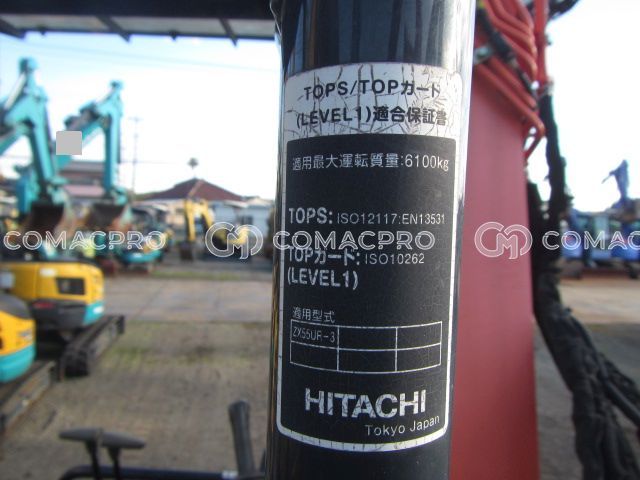 TOPS/TOPガード
(LEVEL1)適合保証書
適用最大運転質量:6100kg
TOPS: ISO12117:EN13531
TOPガード: ISO10262
(LEVEL1)
適用型式
ZX55UR-3
HITACHI
Tokyo Japan
COMACPRO
COMACPRO
COMACPRO